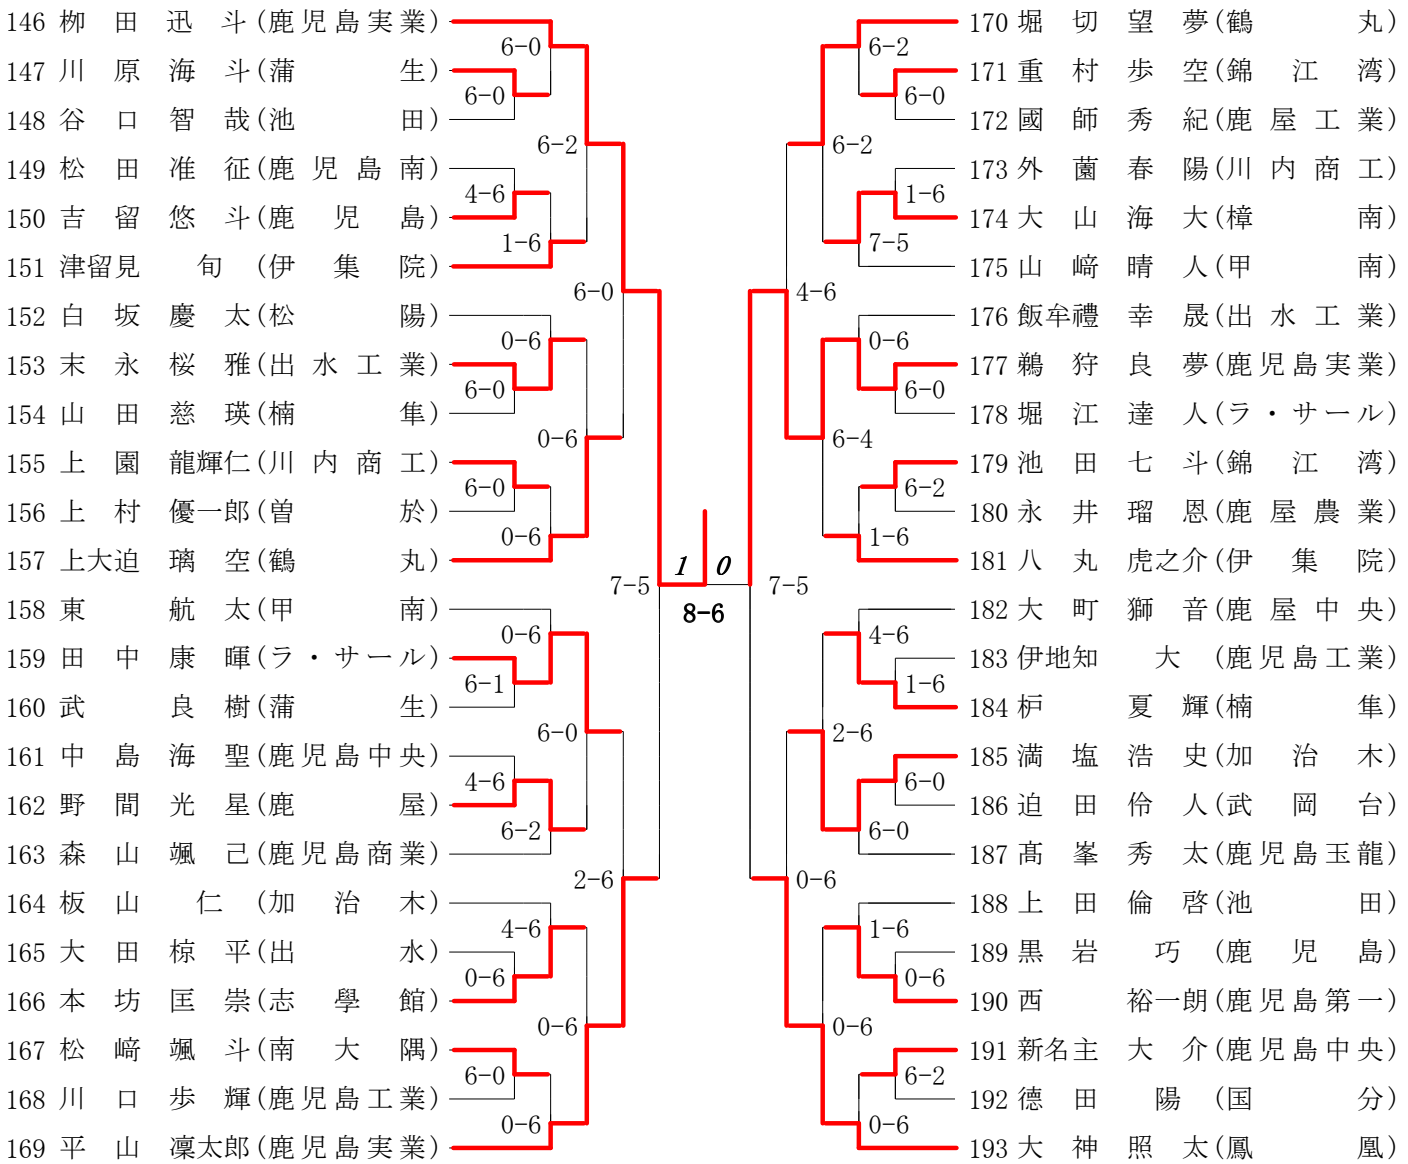 146 栁田 迅斗(鹿児島実業)
6-0
147 川原海斗(蒲生)
6-0
148 谷口智哉(池田)
6-2
149 松田准征(鹿児島南)
4-6
150 吉留悠斗(鹿児島)
1-6
151 津留見 旬(伊集院)
6-0
152 白坂慶太(松陽)
0-6
153 末永桜雅(出水工業)
6-0
154 山田慈瑛(楠隼)
0-6
155 上園龍輝仁(川内商工)
6-0
156 上村優一郎(曽於)
0-6
157 上大迫璃空(鶴丸)
7-5
158 東航太(甲南)
0-6
159 田中康暉(ラ・サール)
6-1
160 武良樹(蒲生)
6-0
161 中島海聖(鹿児島中央)
4-6
162 野間光星(鹿屋)
6-2
163 森山颯己(鹿児島商業)
2-6
164 板山仁(加治木)
4-6
165 大田椋平(出水)
0-6
166 本坊匡崇(志學館)
0-6
167 松﨑颯斗(南大隅)
6-0
168 川口歩輝(鹿児島工業)
0-6
169 平山凜太郎(鹿児島実業)
1 0
8-6
170 堀切望夢(鶴丸)
6-2
171 重村歩空(錦江湾)
6-0
172 國師秀紀(鹿屋工業)
6-2
173 外薗春陽(川内商工)
1-6
174 大山海大(樟南)
7-5
175 山﨑晴人(甲南)
4-6
176 飯牟禮幸晟(出水工業)
0-6
177 鵜狩良夢(鹿児島実業)
6-0
178 堀江達人(ラ・サール)
6-4
179 池田七斗(錦江湾)
6-2
180 永井瑠恩(鹿屋農業)
1-6
181 八丸虎之介(伊集院)
7-5
182 大町獅音(鹿屋中央)
4-6
183 伊地知 大(鹿児島工業)
1-6
184 枦夏輝(楠隼)
2-6
185 満塩浩史(加治木)
6-0
186 迫田伶人(武岡台)
6-0
187 髙峯秀太(鹿児島玉龍)
0-6
188 上田倫啓(池田)
1-6
189 黒岩巧(鹿児島)
0-6
190 西裕一朗(鹿児島第一)
0-6
191 新名主大介(鹿児島中央)
6-2
192 德田陽(国分)
0-6
193 大神照太(鳳凰)